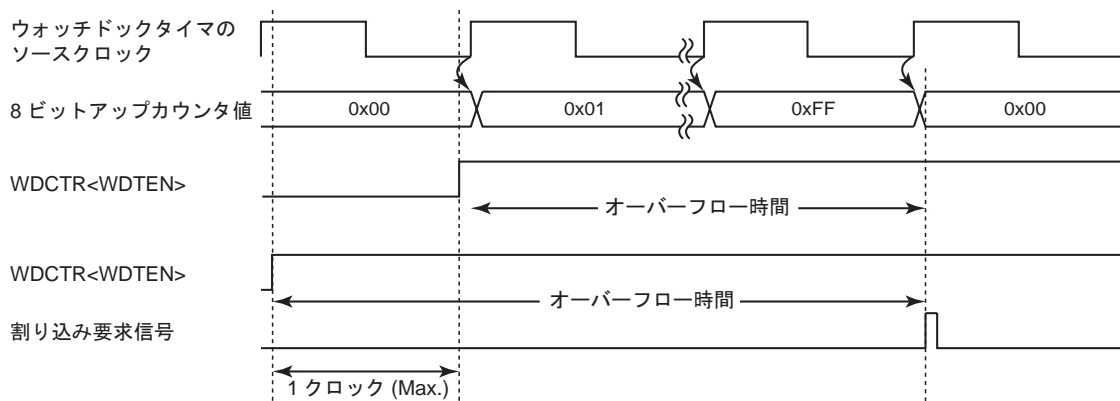 ウォッチドックタイマの
ソースクロック
8 ビットアップカウンタ値
0x00
0x01
0xFF
0x00
WDCTR<WDTEN>
オーバーフロー時間
WDCTR<WDTEN>
オーバーフロー時間
割り込み要求信号
1 クロック (Max.)